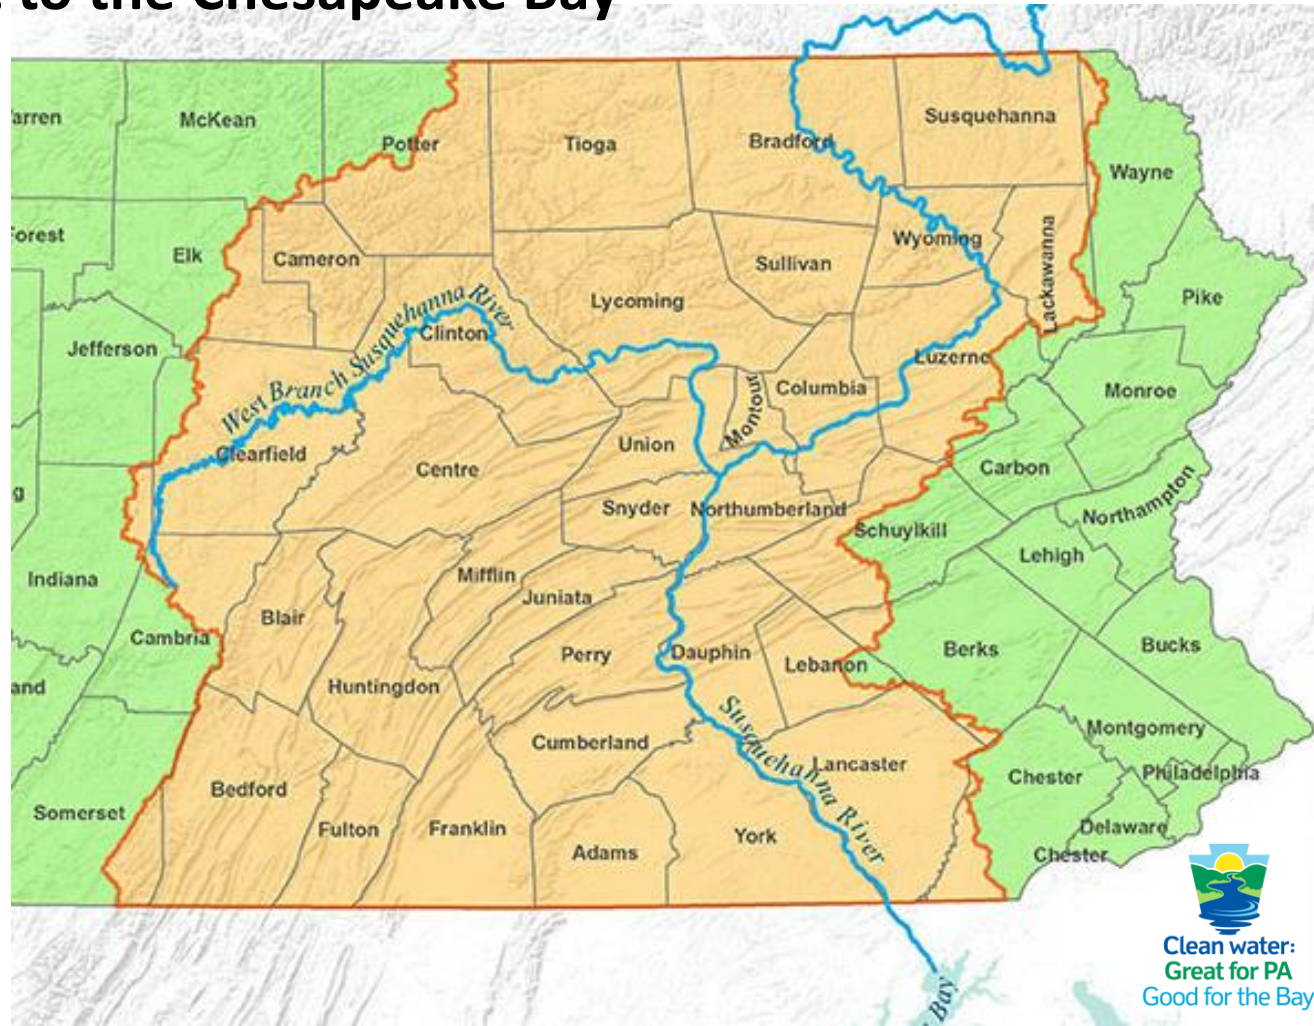 to the Chesapeake Bay
McKean
Potter
Tioga
Bradford
Susquehanna
Wayne
Elk
Cameron
Sullivan
Wyoming
Lackawanna
Pike
Lycoming
West Branch Susquehanna River
Clinton
Jefferson
Luzerne
Columbia
Montour
Monroe
Clearfield
Centre
Union
Carbon
Northampton
Snyder
Northumberland
Schuylkill
Lehigh
Indiana
Mifflin
Juniata
Blair
Cambria
Perry
Dauphin
Lebanon
Berks
Bucks
Huntingdon
Cumberland
Susquehanna River
Lancaster
Montgomery
Chester
Philadelphia
Bedford
Somerset
Fulton
Franklin
Adams
York
Delaware
Chester
Bay
Clean water:
Great for PA
Good for the Bay